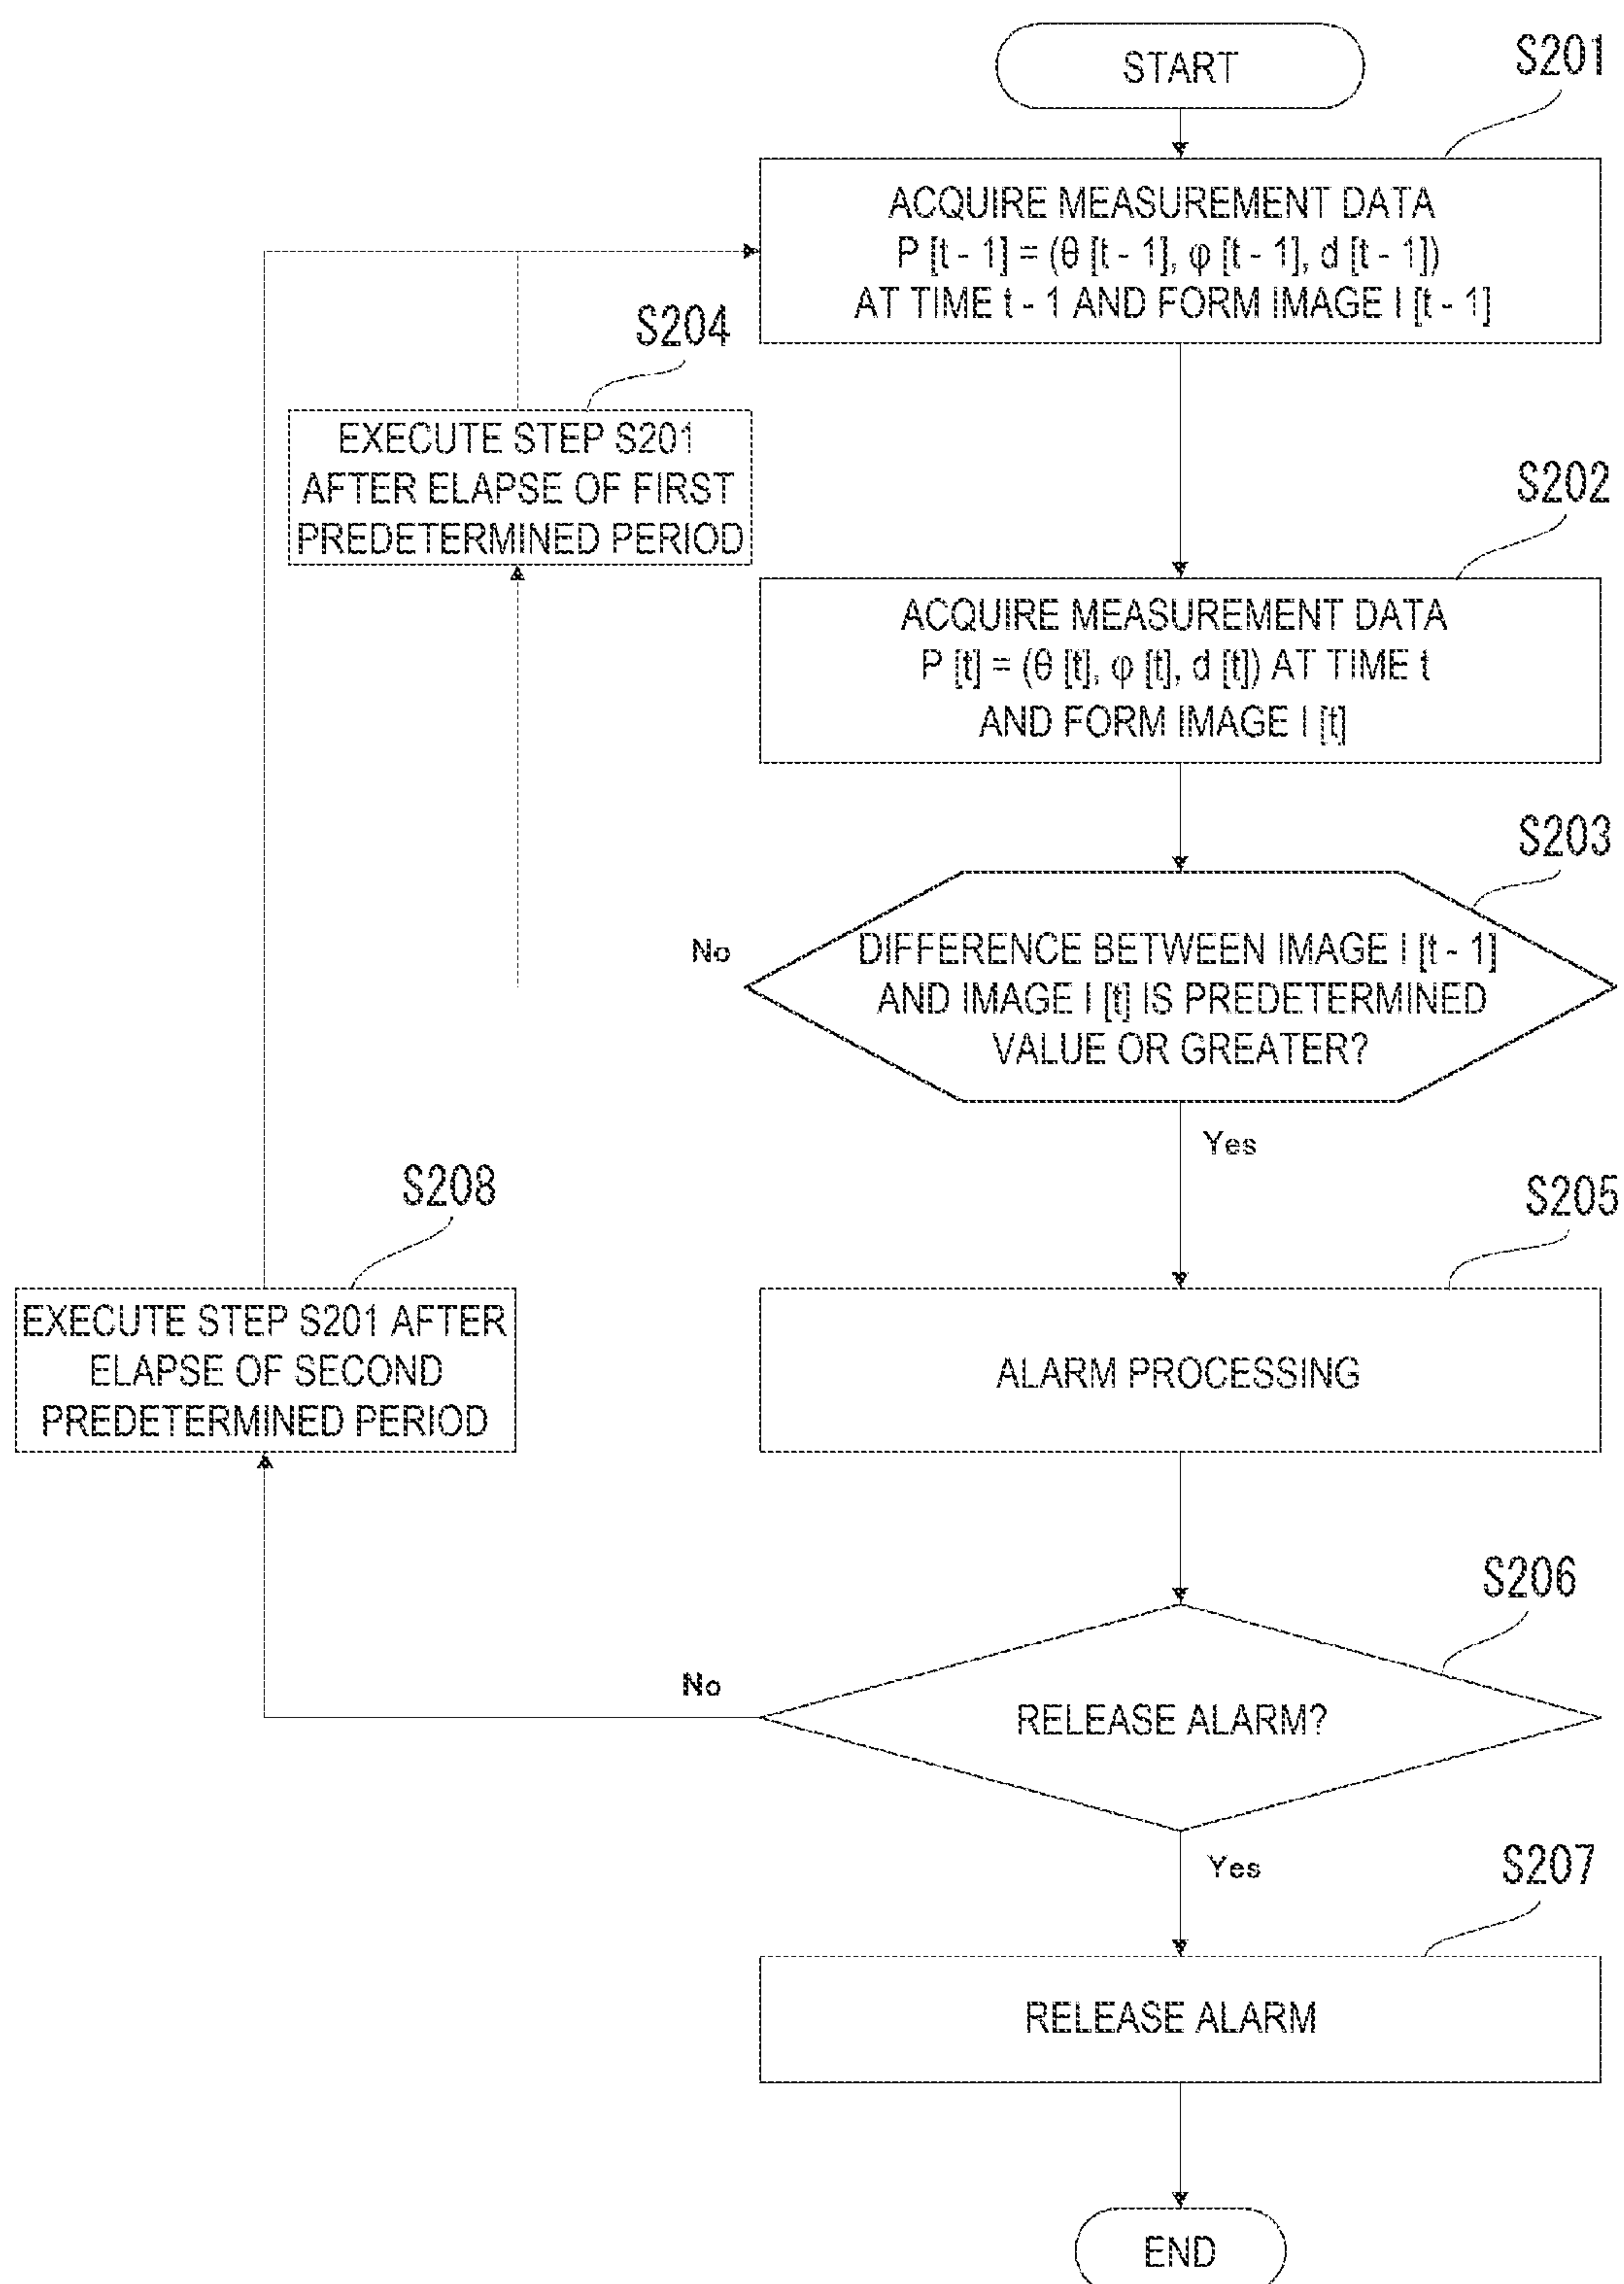 START
S201
ACQUIRE MEASUREMENT DATA
P [t - 1] = (θ [t - 1], φ [t - 1], d [t - 1])
AT TIME t - 1 AND FORM IMAGE I [t - 1]
S204
EXECUTE STEP S201
AFTER ELAPSE OF FIRST
PREDETERMINED PERIOD
S202
ACQUIRE MEASUREMENT DATA
P [t] = (θ [t], φ [t], d [t]) AT TIME t
AND FORM IMAGE I [t]
S203
No
DIFFERENCE BETWEEN IMAGE I [t - 1]
AND IMAGE I [t] IS PREDETERMINED
VALUE OR GREATER?
Yes
S208
EXECUTE STEP S201 AFTER
ELAPSE OF SECOND
PREDETERMINED PERIOD
S205
ALARM PROCESSING
S206
No
RELEASE ALARM?
Yes
S207
RELEASE ALARM
END